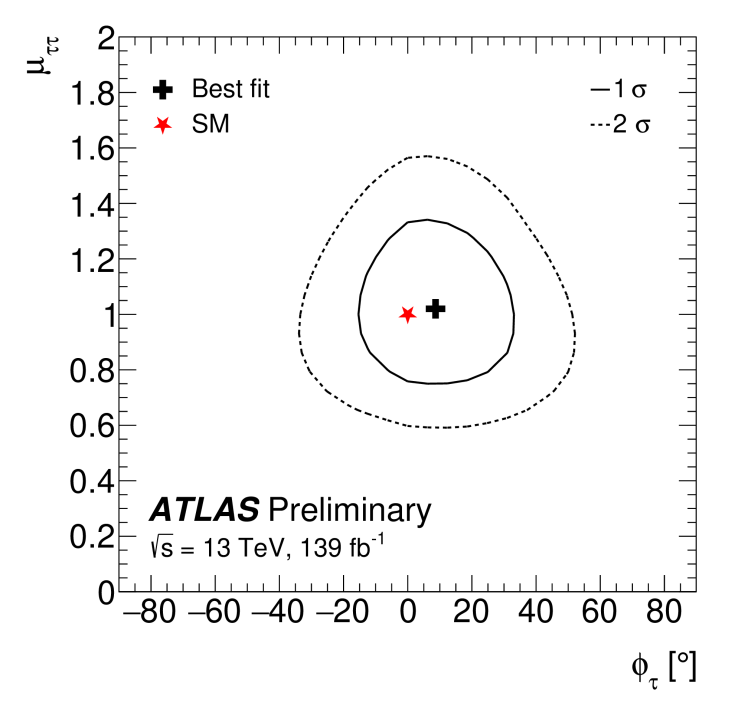 μττ
2
1.8
1.6
1.4
1.2
1
0.8
0.6
0.4
0.2
0
Best fit
SM
1 σ
2 σ
ATLAS Preliminary
√s = 13 TeV, 139 fb⁻¹
−80 −60 −40 −20 0 20 40 60 80
ϕτ [°]